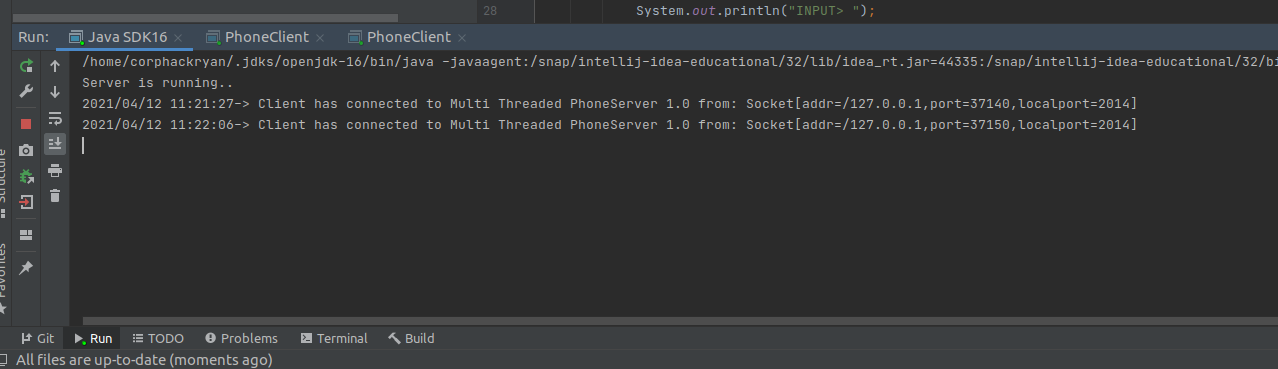 28 System.out.println("INPUT> ");
Run: Java SDK16 PhoneClient PhoneClient
/home/corphackryan/.jdks/openjdk-16/bin/java -javaagent:/snap/intellij-idea-educational/32/lib/idea_rt.jar=44335:/snap/intellij-idea-educational/32/bi
Server is running..
2021/04/12 11:21:27-> Client has connected to Multi Threaded PhoneServer 1.0 from: Socket[addr=/127.0.0.1,port=37140,localport=2014]
2021/04/12 11:22:06-> Client has connected to Multi Threaded PhoneServer 1.0 from: Socket[addr=/127.0.0.1,port=37150,localport=2014]
Structure
Favorites
Git Run TODO Problems Terminal Build
All files are up-to-date (moments ago)